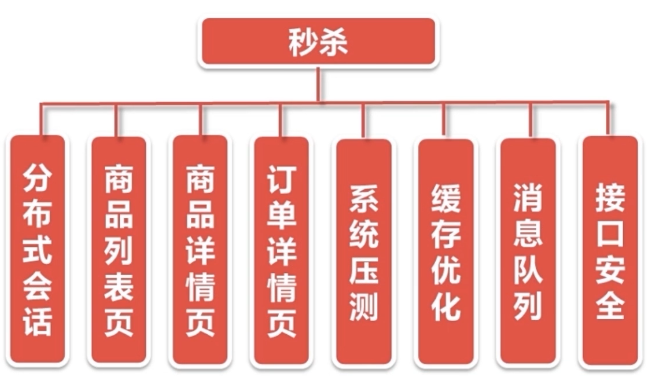 秒杀
分布式会话
商品列表页
商品详情页
订单详情页
系统压测
缓存优化
消息队列
接口安全